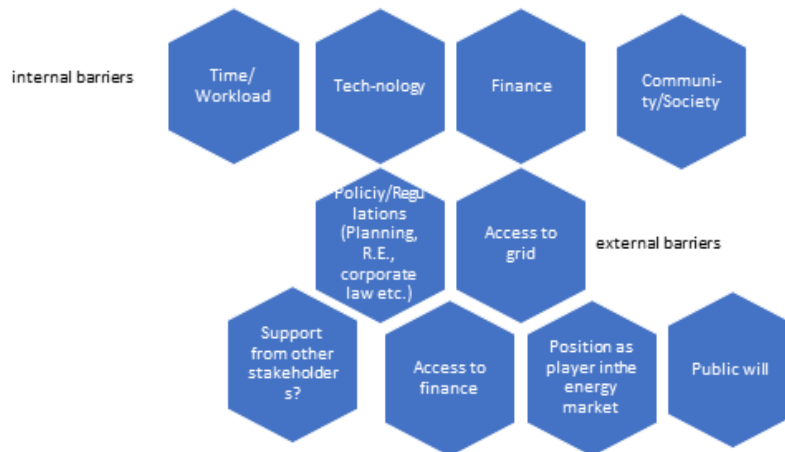 internal barriers
Time/
Workload
Tech-nology
Finance
Communi-
ty/Society
Policiy/Regu
lations
(Planning,
R.E.,
corporate
law etc.)
Access to
grid
external barriers
Support
from other
stakeholder
s?
Access to
finance
Position as
player inthe
energy
market
Public will